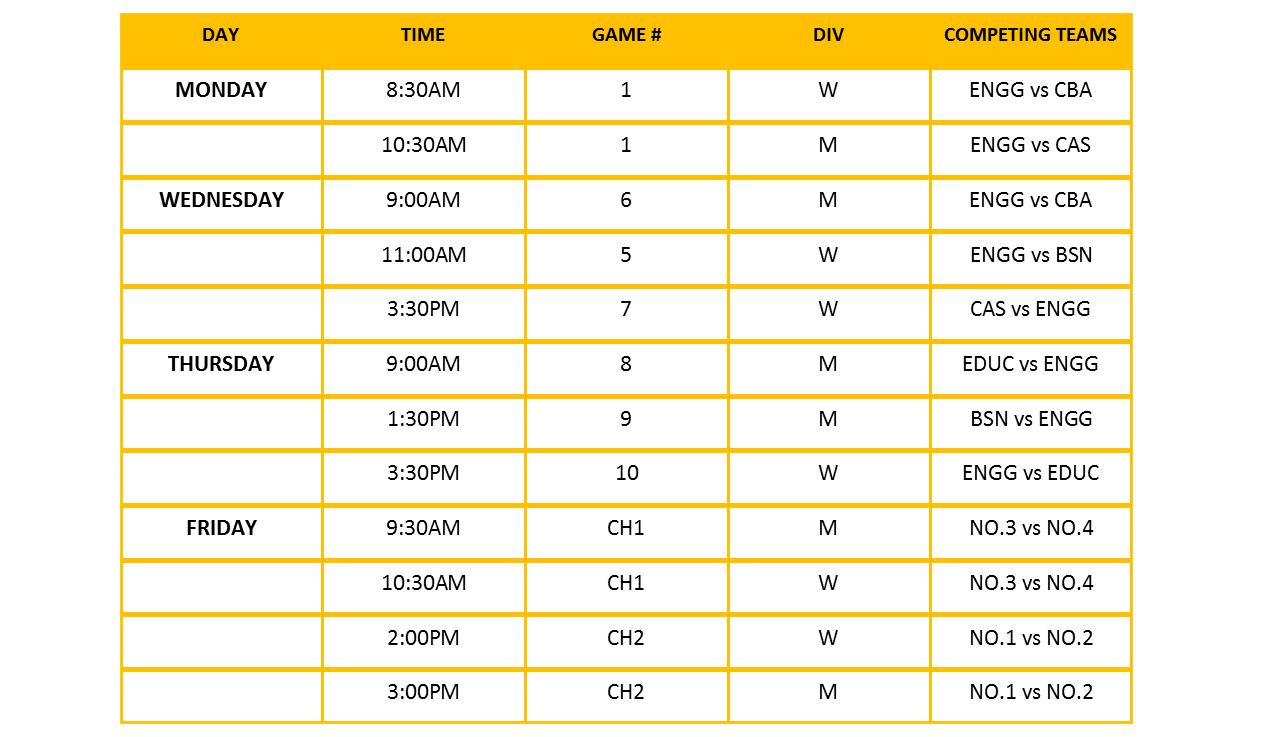 DAY TIME GAME # DIV COMPETING TEAMS
MONDAY 8:30AM 1 W ENGG vs CBA
10:30AM 1 M ENGG vs CAS
WEDNESDAY 9:00AM 6 M ENGG vs CBA
11:00AM 5 W ENGG vs BSN
3:30PM 7 W CAS vs ENGG
THURSDAY 9:00AM 8 M EDUC vs ENGG
1:30PM 9 M BSN vs ENGG
3:30PM 10 W ENGG vs EDUC
FRIDAY 9:30AM CH1 M NO.3 vs NO.4
10:30AM CH1 W NO.3 vs NO.4
2:00PM CH2 W NO.1 vs NO.2
3:00PM CH2 M NO.1 vs NO.2